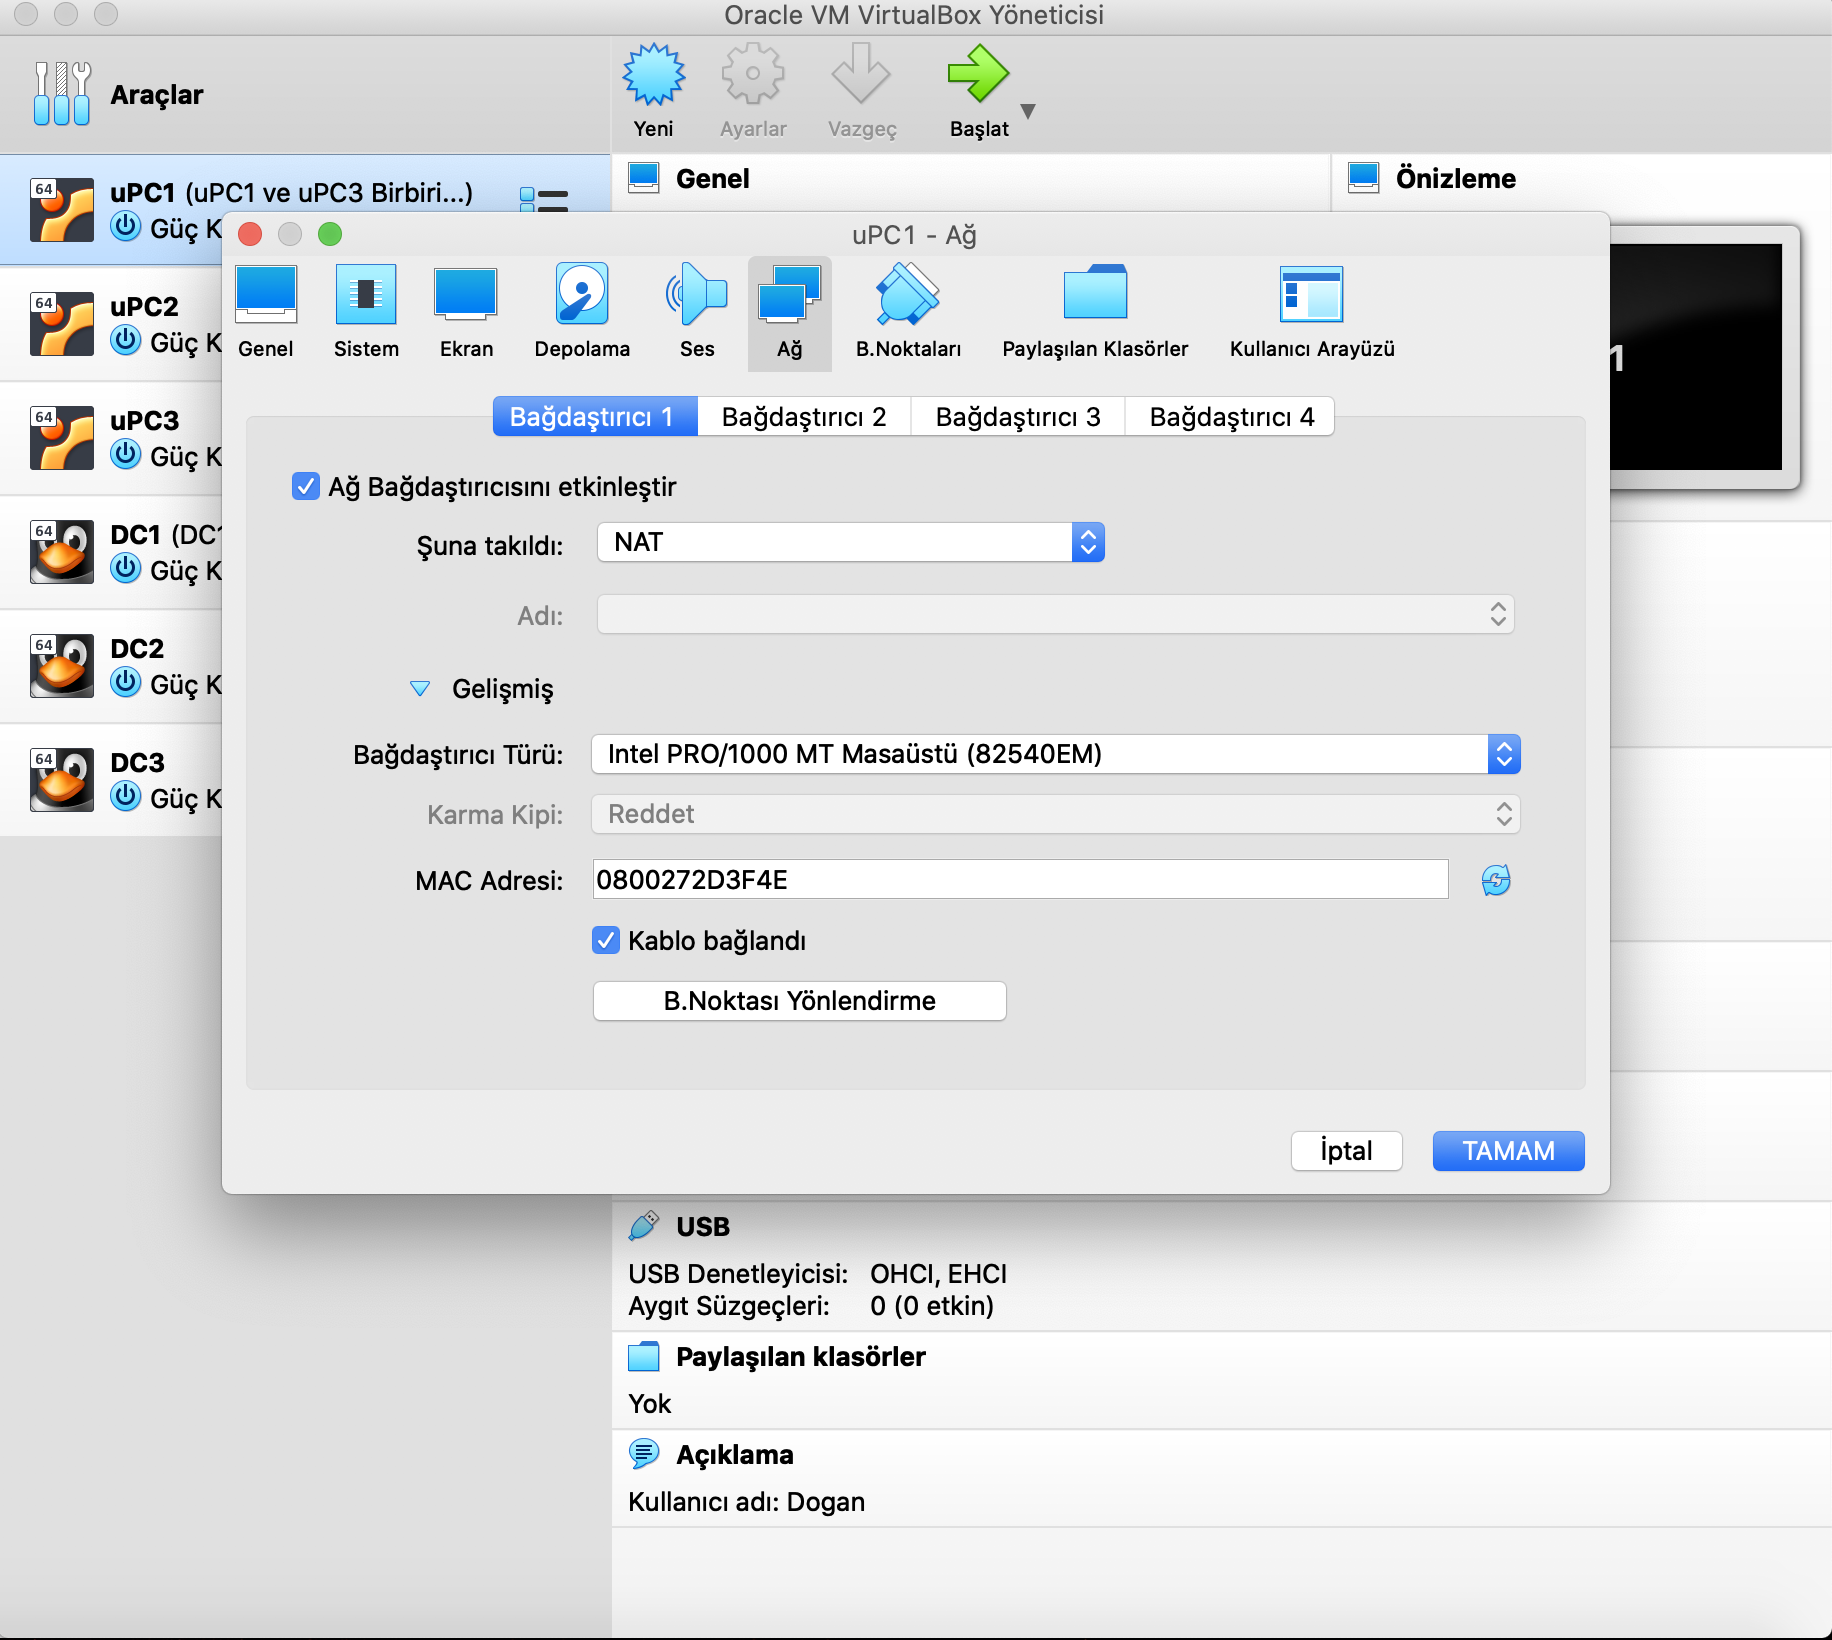 Oracle VM VirtualBox Yöneticisi
Araçlar
Yeni
Ayarlar
Vazgeç
Başlat
64
uPC1 (uPC1 ve uPC3 Birbiri...)
Güç K
64
uPC2
Güç K
64
uPC3
Güç K
64
DC1 (DC1
Güç K
64
DC2
Güç K
64
DC3
Güç K
Genel
Önizleme
1
uPC1 - Ağ
Genel
Sistem
Ekran
Depolama
Ses
Ağ
B.Noktaları
Paylaşılan Klasörler
Kullanıcı Arayüzü
Bağdaştırıcı 1
Bağdaştırıcı 2
Bağdaştırıcı 3
Bağdaştırıcı 4
Ağ Bağdaştırıcısını etkinleştir
Şuna takıldı: NAT
Adı:
Gelişmiş
Bağdaştırıcı Türü: Intel PRO/1000 MT Masaüstü (82540EM)
Karma Kipi: Reddet
MAC Adresi: 0800272D3F4E
Kablo bağlandı
B.Noktası Yönlendirme
İptal
TAMAM
USB
USB Denetleyicisi: OHCI, EHCI
Aygıt Süzgeçleri: 0 (0 etkin)
Paylaşılan klasörler
Yok
Açıklama
Kullanıcı adı: Dogan